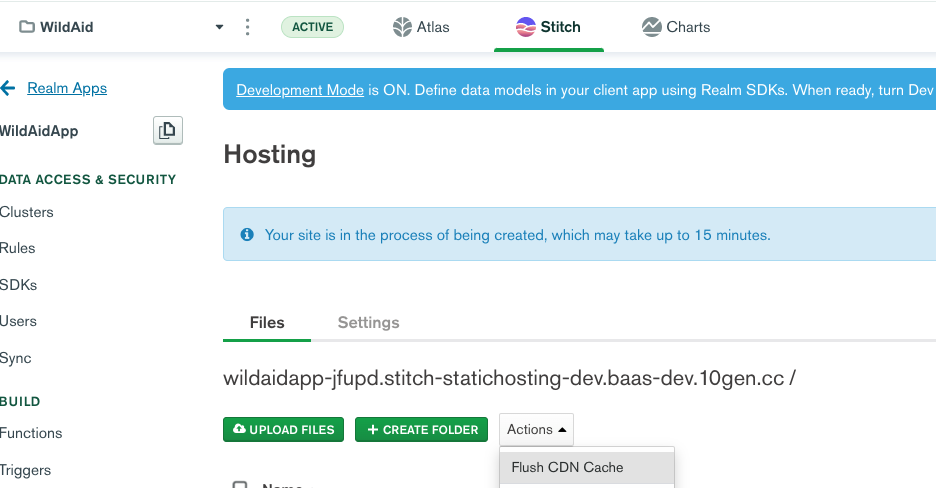 WildAid
ACTIVE
Atlas
Stitch
Charts
Realm Apps
Development Mode is ON. Define data models in your client app using Realm SDKs. When ready, turn Dev
WildAidApp
Hosting
DATA ACCESS & SECURITY
Clusters
Your site is in the process of being created, which may take up to 15 minutes.
Rules
SDKs
Users
Files
Settings
Sync
wildaidapp-jfupd.stitch-statichosting-dev.baas-dev.10gen.cc /
BUILD
Functions
UPLOAD FILES
CREATE FOLDER
Actions
Triggers
Flush CDN Cache
Name